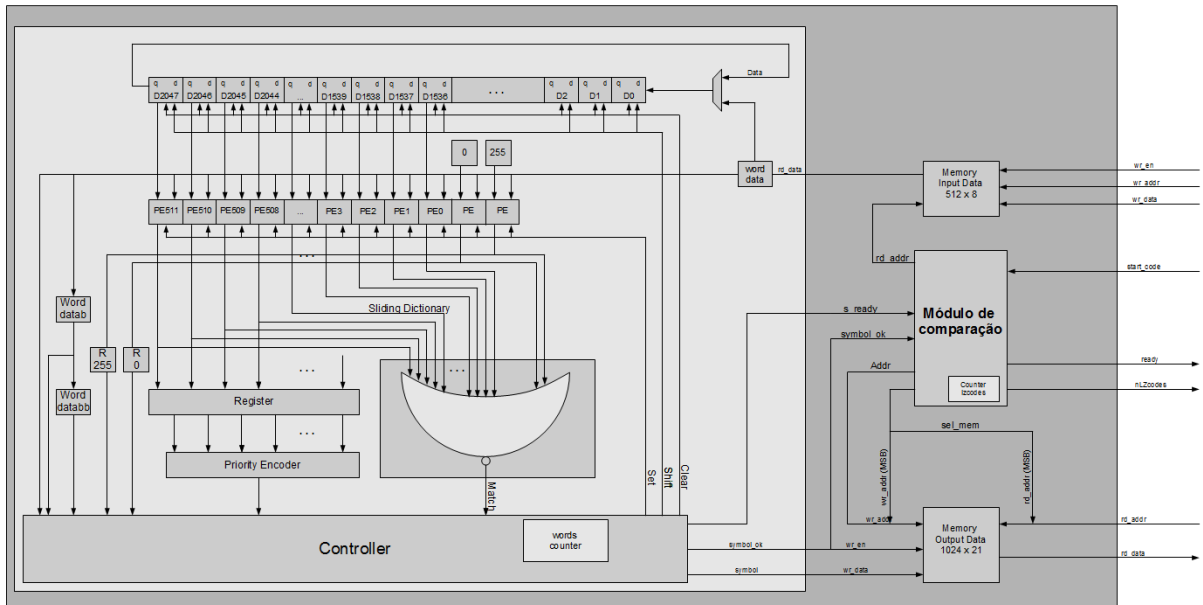 Data
q d q d q d q d q d q d q d q d q d q d q d q d
D2047 D2046 D2045 D2044 ... D1539 D1538 D1537 D1536 ... D2 D1 D0
0 255
word data
rd_data
Memory Input Data 512 x 8
wr_en
wr_addr
wr_data
PE511 PE510 PE509 PE508 ... PE3 PE2 PE1 PE0 PE PE
...
rd_addr
start_code
Word datab
Sliding Dictionary
s_ready
Módulo de comparação
symbol_ok
R 255
R 0
...
...
Addr
ready
Counter lzcodes
nLZcodes
Word databb
Register
...
sel_mem
Priority Encoder
Match
Set
Shift
Clear
wr_addr (MSB)
rd_addr (MSB)
Controller
words counter
wr_addr
Memory Output Data 1024 x 21
rd_addr
symbol_ok
wr_en
rd_data
symbol
wr_data